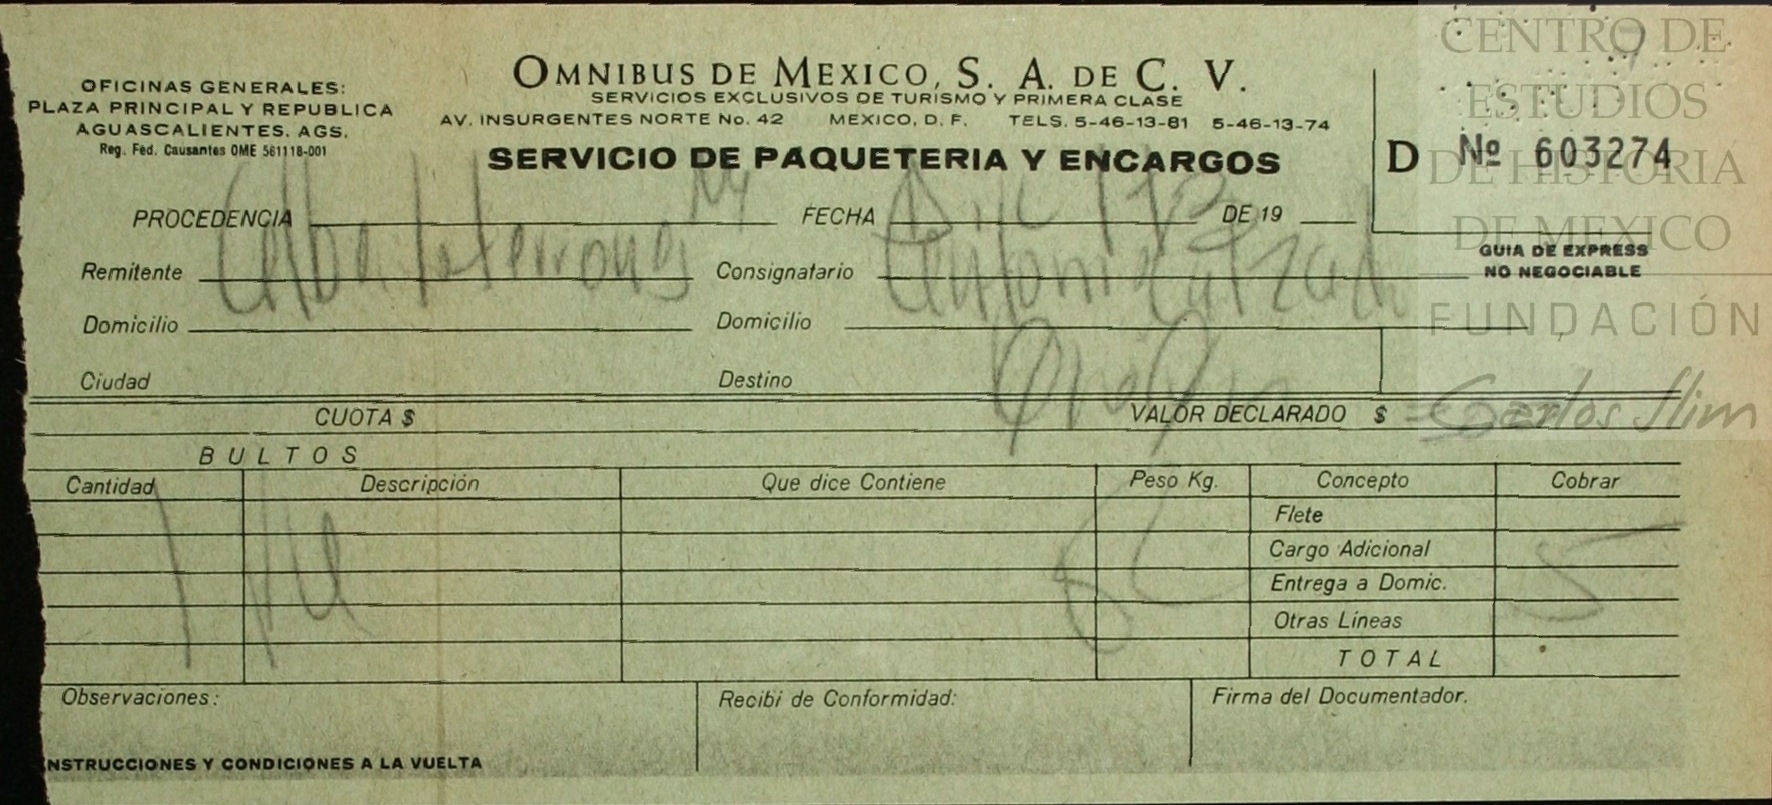 OMNIBUS DE MEXICO, S. A. DE C. V.
SERVICIOS EXCLUSIVOS DE TURISMO Y PRIMERA CLASE
AV. INSURGENTES NORTE No. 42 MEXICO, D. F. TELS. 5-46-13-81 5-46-13-74
SERVICIO DE PAQUETERIA Y ENCARGOS
OFICINAS GENERALES:
PLAZA PRINCIPAL Y REPUBLICA
AGUASCALIENTES. AGS.
Reg. Fed. Causantes OME 561118-001
D Nº 603274
GUIA DE EXPRESS
NO NEGOCIABLE
PROCEDENCIA FECHA Dic DE 19
Remitente Consignatario
Domicilio Domicilio
Ciudad Destino
CUOTA $ VALOR DECLARADO $
BULTOS
Cantidad Descripción Que dice Contiene Peso Kg. Concepto Cobrar
Flete
Cargo Adicional
Entrega a Domic.
Otras Líneas
TOTAL
1 5
Observaciones: Recibí de Conformidad: Firma del Documentador.
NSTRUCCIONES Y CONDICIONES A LA VUELTA
CENTRO DE
ESTUDIOS
DE HISTORIA
DE MEXICO
FUNDACIÓN
Carlos Slim